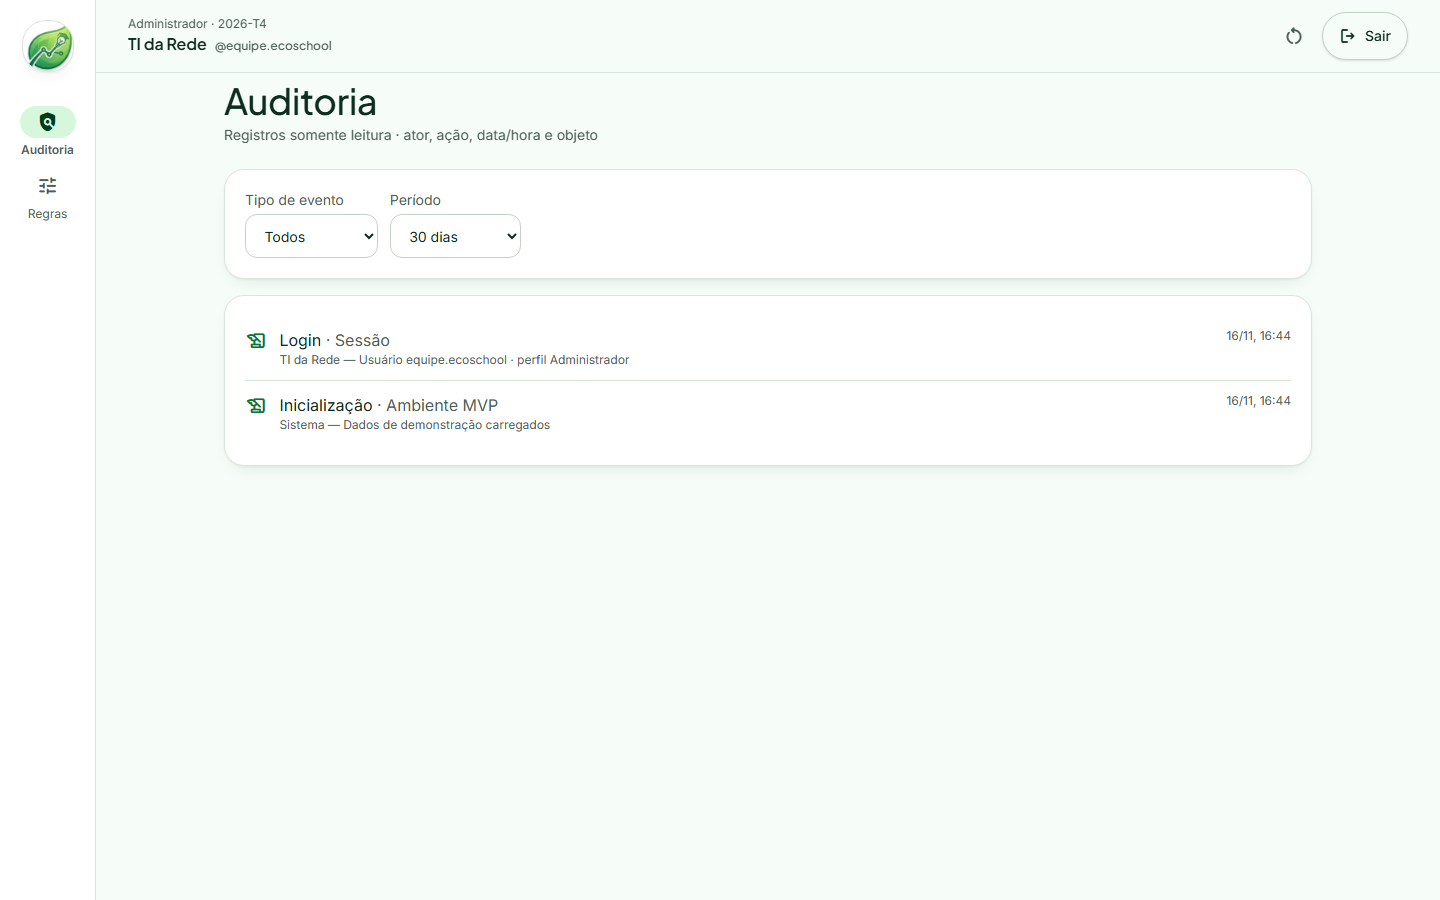 Administrador · 2026-T4
TI da Rede @equipe.ecoschool
Sair
Auditoria
Regras
Auditoria
Registros somente leitura · ator, ação, data/hora e objeto
Tipo de evento Período
Todos 30 dias
Login · Sessão 16/11, 16:44
TI da Rede — Usuário equipe.ecoschool · perfil Administrador
Inicialização · Ambiente MVP 16/11, 16:44
Sistema — Dados de demonstração carregados